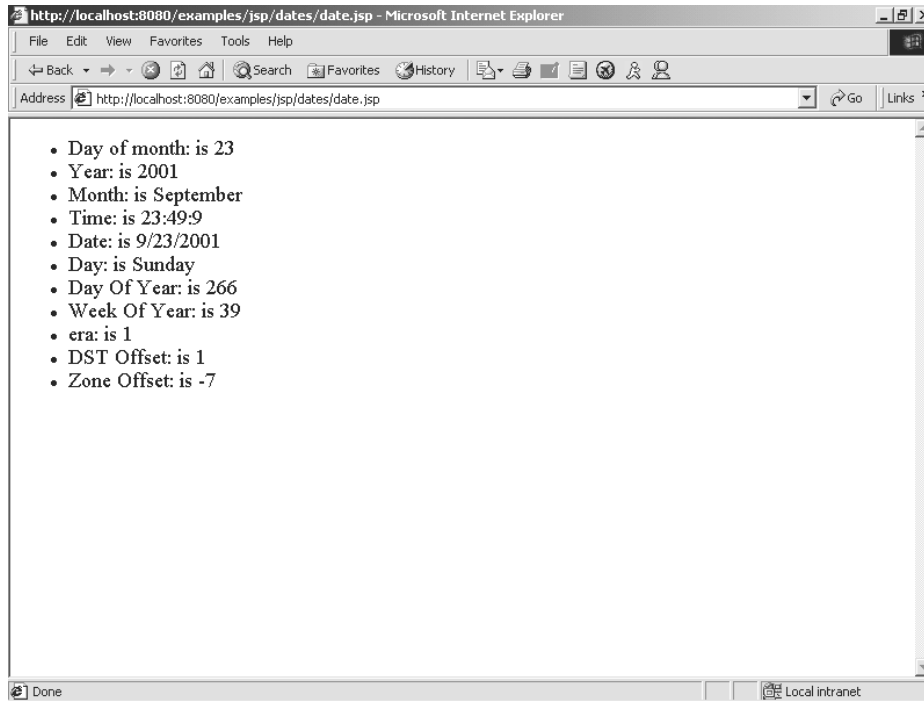 http://localhost:8080/examples/jsp/dates/date.jsp - Microsoft Internet Explorer
File Edit View Favorites Tools Help
Back Search Favorites History
Address http://localhost:8080/examples/jsp/dates/date.jsp Go Links
Day of month: is 23
Year: is 2001
Month: is September
Time: is 23:49:9
Date: is 9/23/2001
Day: is Sunday
Day Of Year: is 266
Week Of Year: is 39
era: is 1
DST Offset: is 1
Zone Offset: is -7
Done Local intranet